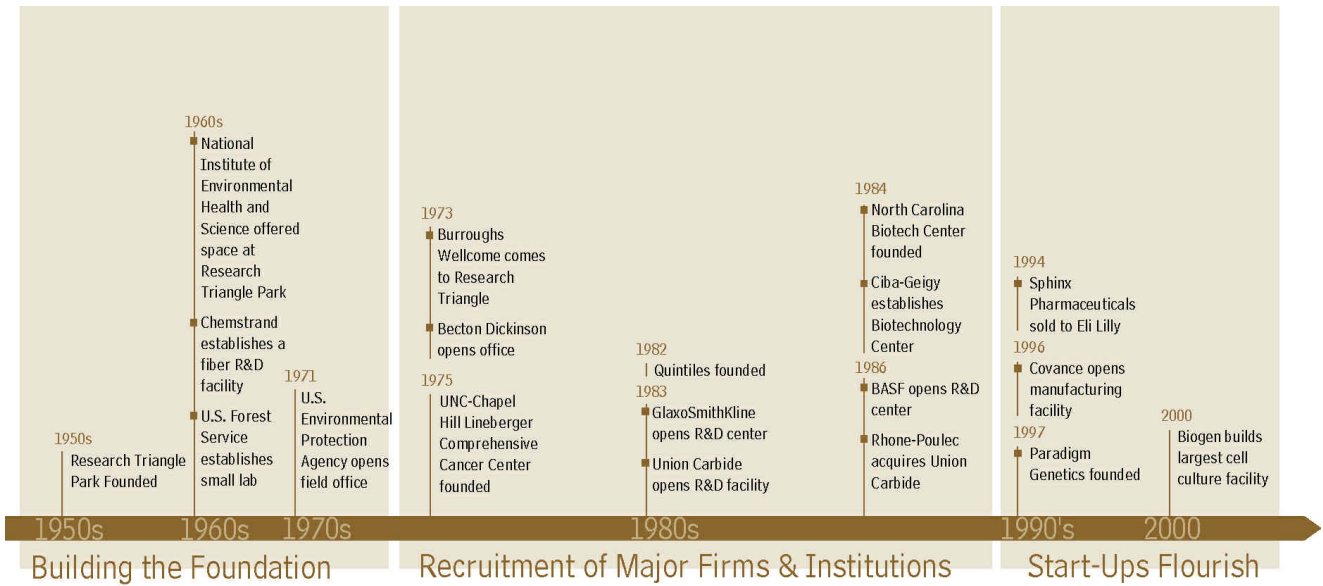 1950s
Research Triangle
Park Founded
1960s
National
Institute of
Environmental
Health and
Science offered
space at
Research
Triangle Park
Chemstrand
establishes a
fiber R&D
facility
U.S. Forest
Service
establishes
small lab
1971
U.S.
Environmental
Protection
Agency opens
field office
1973
Burroughs
Wellcome comes
to Research
Triangle
Becton Dickinson
opens office
1975
UNC-Chapel
Hill Lineberger
Comprehensive
Cancer Center
founded
1982
Quintiles founded
1983
GlaxoSmithKline
opens R&D center
Union Carbide
opens R&D facility
1984
North Carolina
Biotech Center
founded
Ciba-Geigy
establishes
Biotechnology
Center
1986
BASF opens R&D
center
Rhone-Poulec
acquires Union
Carbide
1994
Sphinx
Pharmaceuticals
sold to Eli Lilly
1996
Covance opens
manufacturing
facility
1997
Paradigm
Genetics founded
2000
Biogen builds
largest cell
culture facility
1950s
1960s
1970s
1980s
1990's
2000
Building the Foundation
Recruitment of Major Firms & Institutions
Start-Ups Flourish